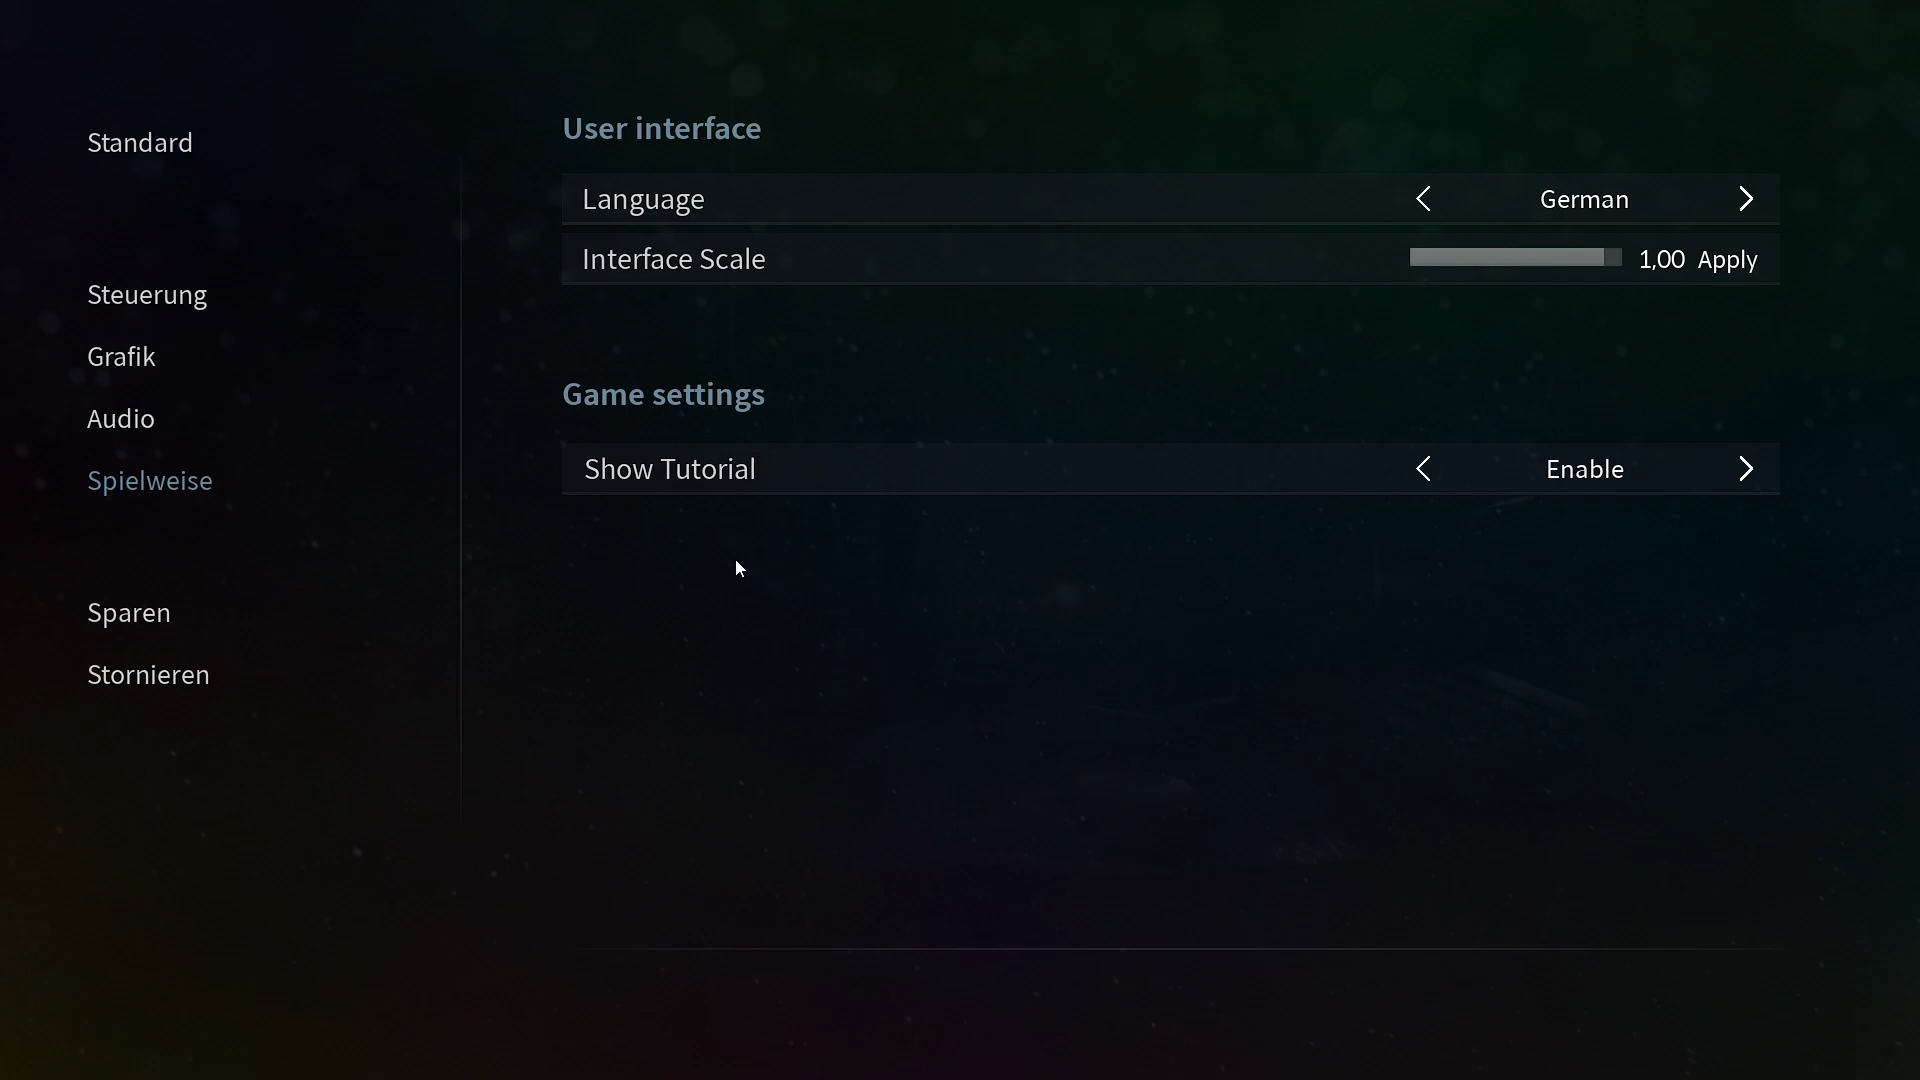 Standard
Steuerung
Grafik
Audio
Spielweise
Sparen
Stornieren
User interface
Language German
Interface Scale 1,00 Apply
Game settings
Show Tutorial Enable